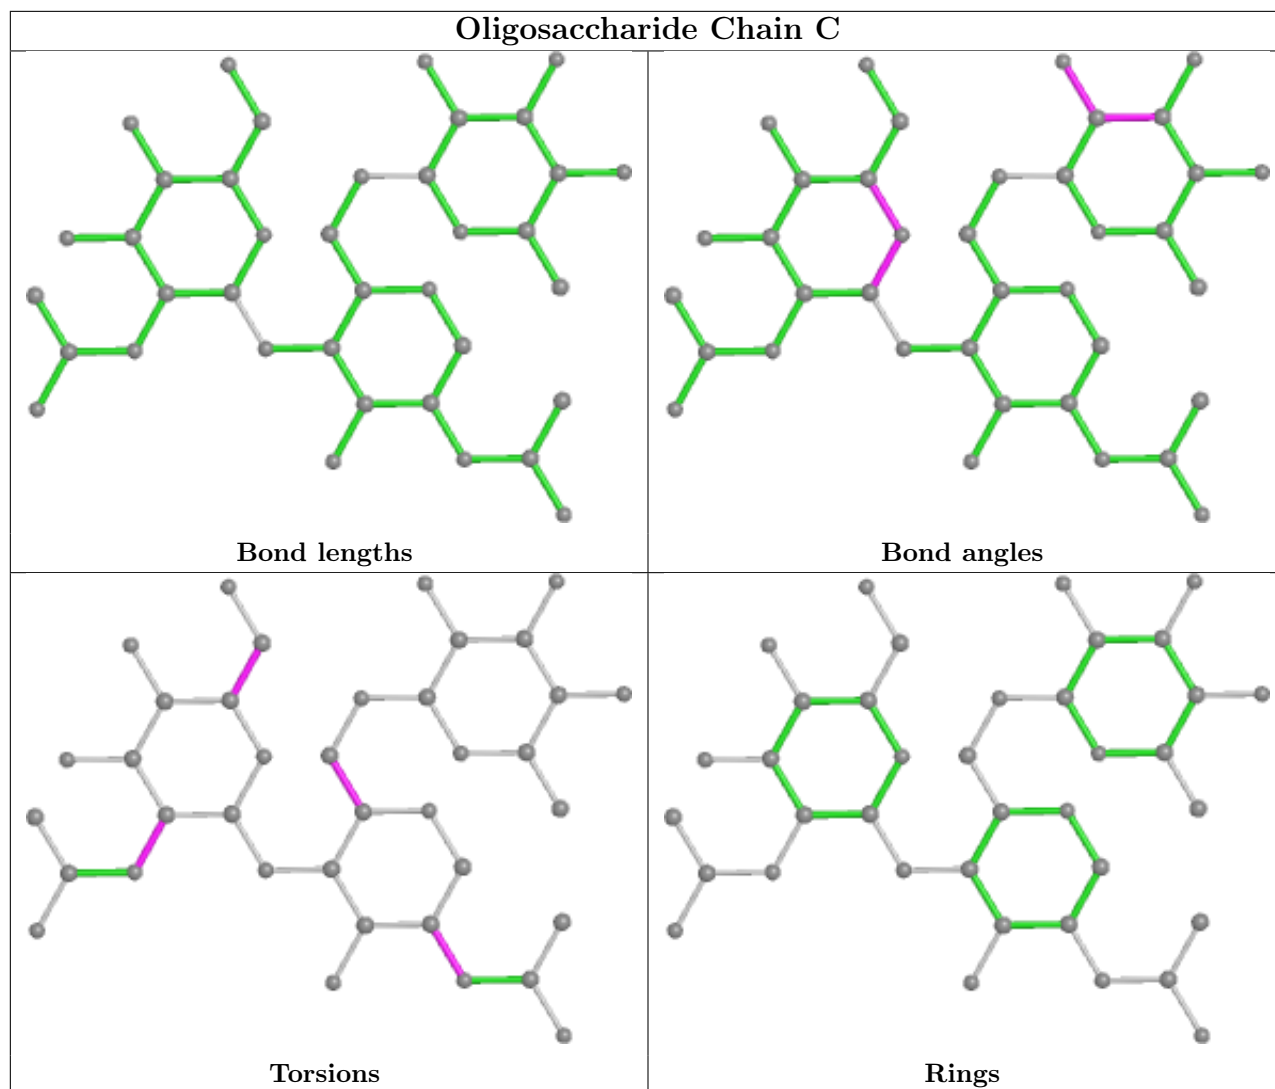 Oligosaccharide Chain C
Bond lengths
Bond angles
Torsions
Rings